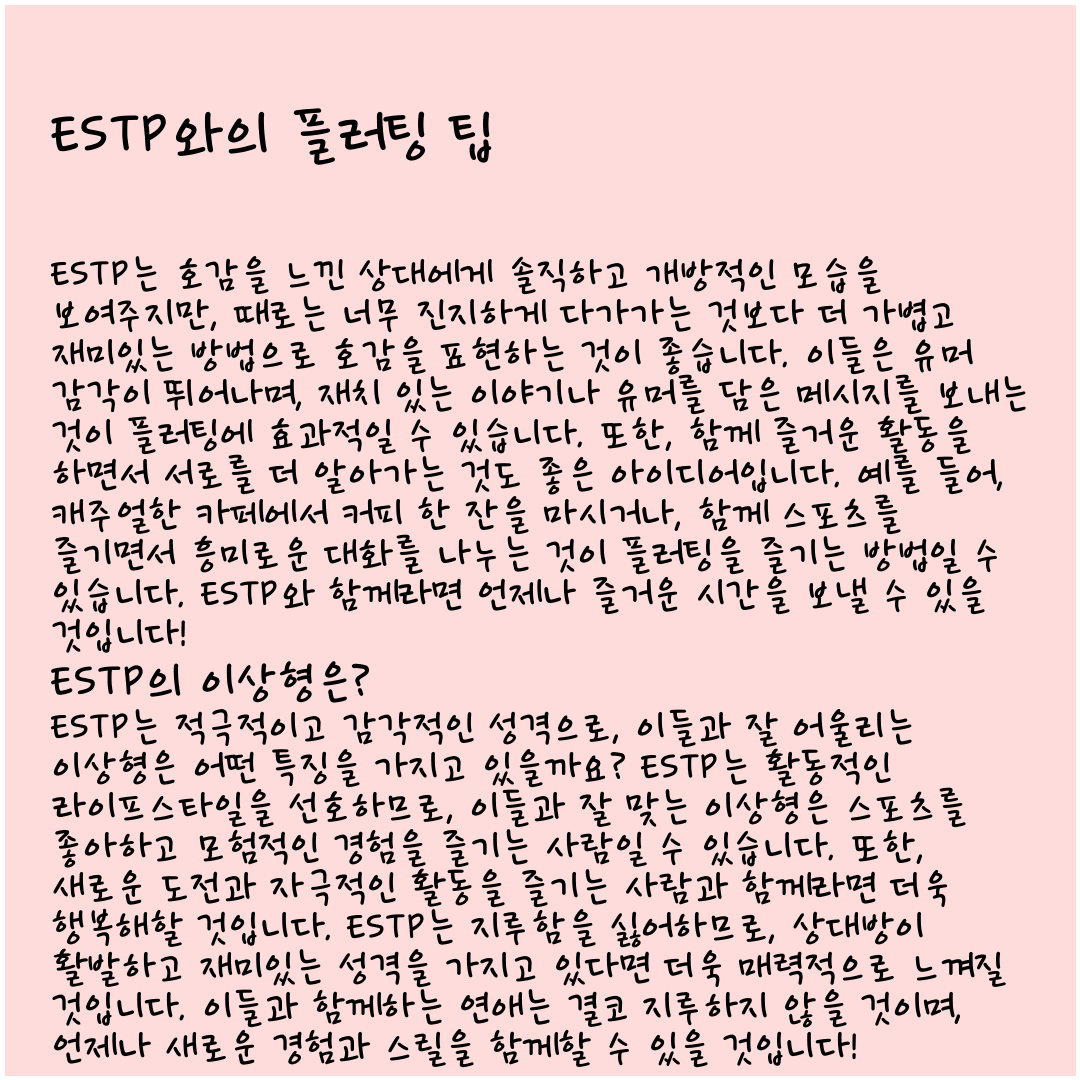 ESTP와의 플러팅 팁
ESTP는 호감을 느낀 상대에게 솔직하고 개방적인 모습을
보여주지만, 때로는 너무 진지하게 다가가는 것보다 더 가볍고
재미있는 방법으로 호감을 표현하는 것이 좋습니다. 이들은 유머
감각이 뛰어나며, 재치 있는 이야기나 유머를 담은 메시지를 보내는
것이 플러팅에 효과적일 수 있습니다. 또한, 함께 즐거운 활동을
하면서 서로를 더 알아가는 것도 좋은 아이디어입니다. 예를 들어,
캐주얼한 카페에서 커피 한 잔을 마시거나, 함께 스포츠를
즐기면서 흥미로운 대화를 나누는 것이 플러팅을 즐기는 방법일 수
있습니다. ESTP와 함께라면 언제나 즐거운 시간을 보낼 수 있을
것입니다!
ESTP의 이상형은?
ESTP는 적극적이고 감각적인 성격으로, 이들과 잘 어울리는
이상형은 어떤 특징을 가지고 있을까요? ESTP는 활동적인
라이프스타일을 선호하므로, 이들과 잘 맞는 이상형은 스포츠를
좋아하고 모험적인 경험을 즐기는 사람일 수 있습니다. 또한,
새로운 도전과 자극적인 활동을 즐기는 사람과 함께라면 더욱
행복해할 것입니다. ESTP는 지루함을 싫어하므로, 상대방이
활발하고 재미있는 성격을 가지고 있다면 더욱 매력적으로 느껴질
것입니다. 이들과 함께하는 연애는 결코 지루하지 않을 것이며,
언제나 새로운 경험과 스릴을 함께할 수 있을 것입니다!